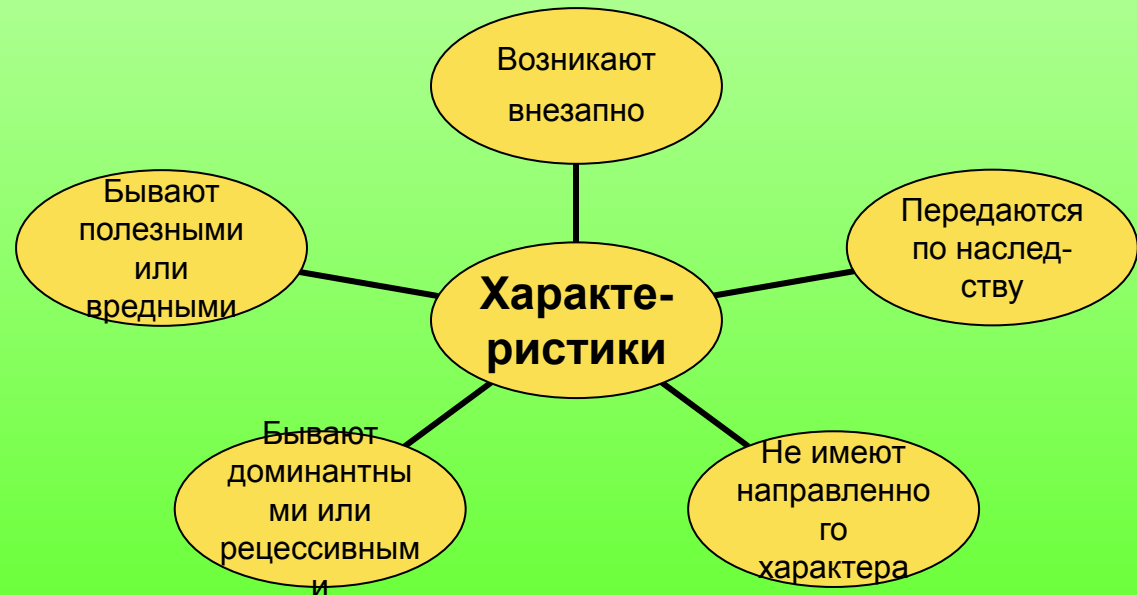 Возникают
внезапно
Бывают
полезными
или
вредными
Передаются
по наслед-
ству
Характе-
ристики
Бывают
доминантны
ми или
рецессивным
и
Не имеют
направленно
го
характера